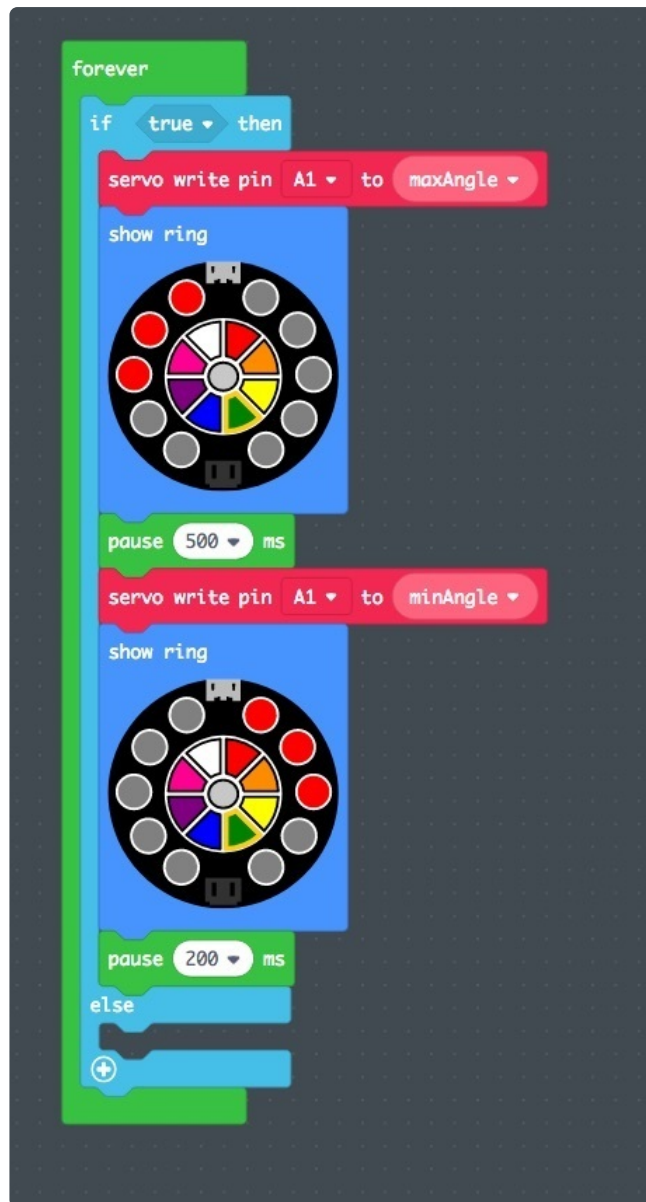 forever
if true then
servo write pin A1 to maxAngle
show ring
pause 500 ms
servo write pin A1 to minAngle
show ring
pause 200 ms
else